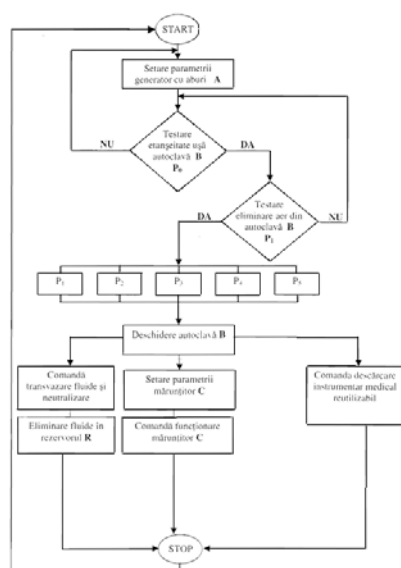 START
Setare parametrii
generator cu aburi A
NU
Testare
etanşeitate uşă
autoclavă B
P₀
DA
Testare
eliminare aer din
autoclavă B
P₁
DA
NU
P₁
P₂
P₃
P₄
P₅
Deschidere autoclavă B
Comandă
transvazare fluide şi
neutralizare
Setare parametrii
mărunţitor C
Comanda descărcare
instrumentar medical
reutilizabil
Eliminare fluide în
rezervorul R
Comandă funcţionare
mărunţitor C
STOP